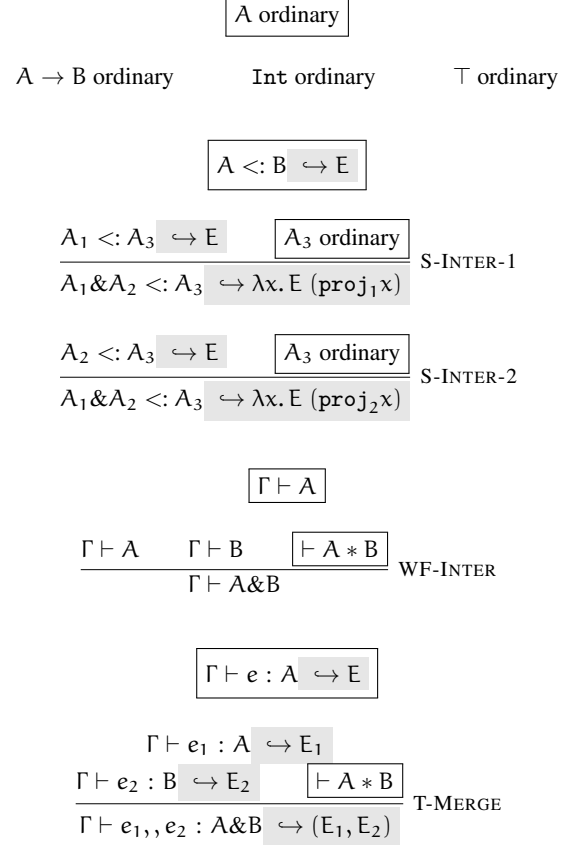 A ordinary
A → B ordinary Int ordinary ⊤ ordinary
A <: B ↪ E
A₁ <: A₃ ↪ E A₃ ordinary
A₁&A₂ <: A₃ ↪ λx. E (proj₁x) S-INTER-1
A₂ <: A₃ ↪ E A₃ ordinary
A₁&A₂ <: A₃ ↪ λx. E (proj₂x) S-INTER-2
Γ ⊢ A
Γ ⊢ A Γ ⊢ B ⊢ A ∗ B
Γ ⊢ A&B WF-INTER
Γ ⊢ e : A ↪ E
Γ ⊢ e₁ : A ↪ E₁
Γ ⊢ e₂ : B ↪ E₂ ⊢ A ∗ B
Γ ⊢ e₁,, e₂ : A&B ↪ (E₁, E₂) T-MERGE